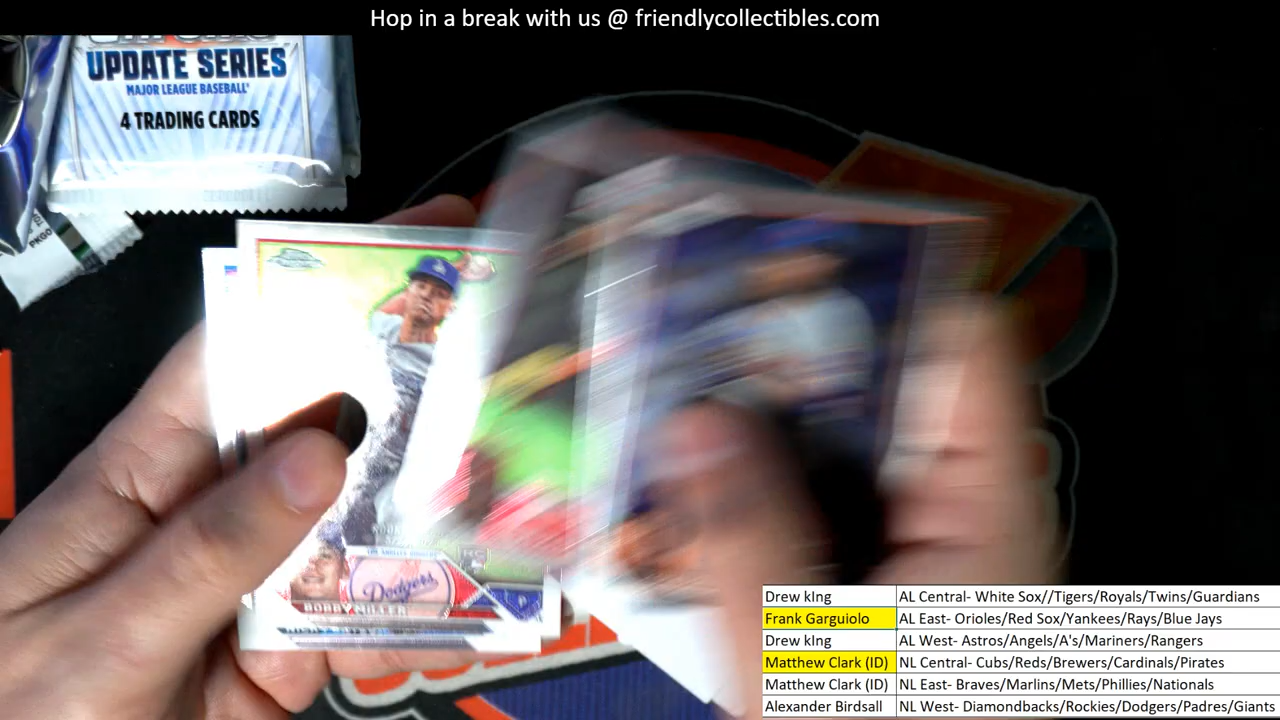 Hop in a break with us @ friendlycollectibles.com
UPDATE SERIES
MAJOR LEAGUE BASEBALL
4 TRADING CARDS
PKGO
Dodgers
RC
P
BOBBY MILLER
Drew kIng AL Central- White Sox//Tigers/Royals/Twins/Guardians
Frank Garguiolo AL East- Orioles/Red Sox/Yankees/Rays/Blue Jays
Drew kIng AL West- Astros/Angels/A's/Mariners/Rangers
Matthew Clark (ID) NL Central- Cubs/Reds/Brewers/Cardinals/Pirates
Matthew Clark (ID) NL East- Braves/Marlins/Mets/Phillies/Nationals
Alexander Birdsall NL West- Diamondbacks/Rockies/Dodgers/Padres/Giants